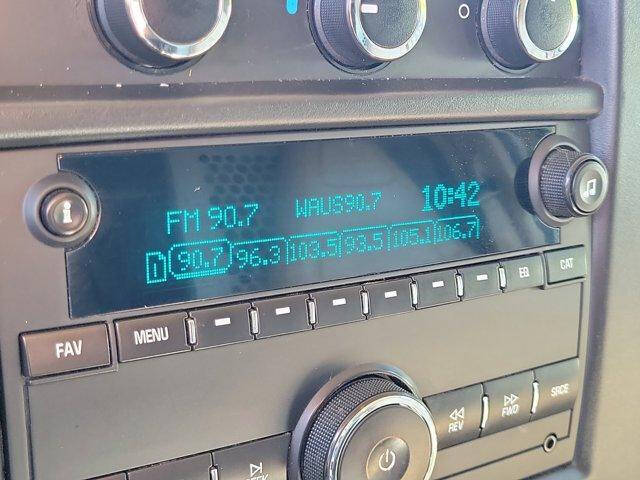 FM 90.7 WAUS90.7 10:42
1 90.7 96.3 103.5 93.5 105.1 106.7
FAV MENU EQ CAT
REV FWD SRCE